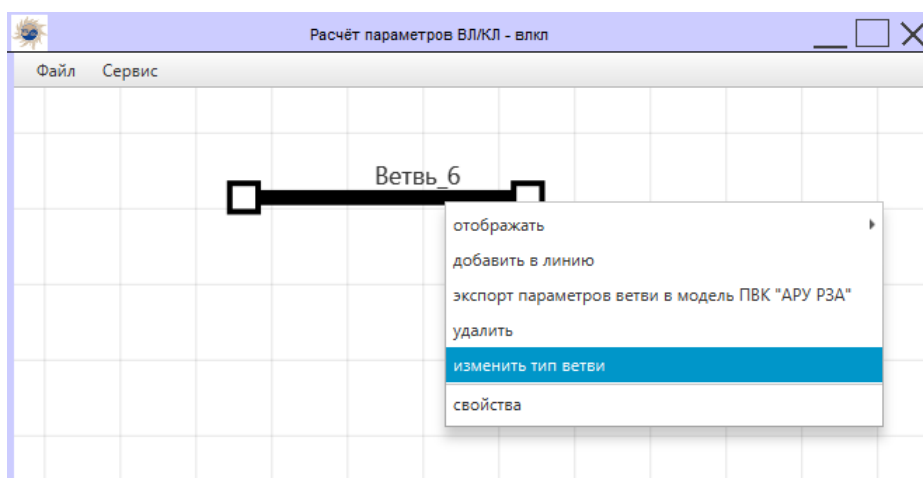 Расчёт параметров ВЛ/КЛ - влкл
Файл Сервис
Ветвь_6
отображать
добавить в линию
экспорт параметров ветви в модель ПВК "АРУ РЗА"
удалить
изменить тип ветви
свойства